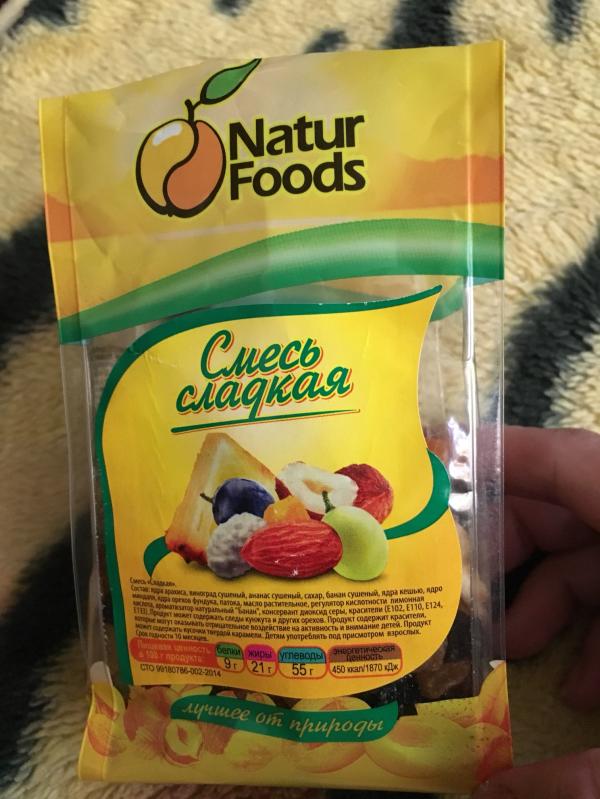 Natur
Foods
Смесь
сладкая
Смесь «Сладкая».
Состав: ядра арахиса, виноград сушеный, ананас сушеный, сахар, банан сушеный, ядра кешью, ядро
миндаля, ядра орехов фундука, патока, масло растительное, регулятор кислотности лимонная
кислота, ароматизатор натуральный "Банан", консервант диоксид серы, красители (E102, E110, E124,
E133). Продукт может содержать следы кунжута и других орехов. Продукт содержит красители,
которые могут оказывать отрицательное воздействие на активность и внимание детей. Продукт
может содержать кусочки твердой карамели. Детям употреблять под присмотром взрослых.
Срок годности 10 месяцев.
Пищевая ценность белки жиры углеводы энергетическая ценность
в 100 г продукта: 9 г 21 г 55 г 450 ккал/1870 кДж
СТО 99180786-002-2014
лучшее от природы